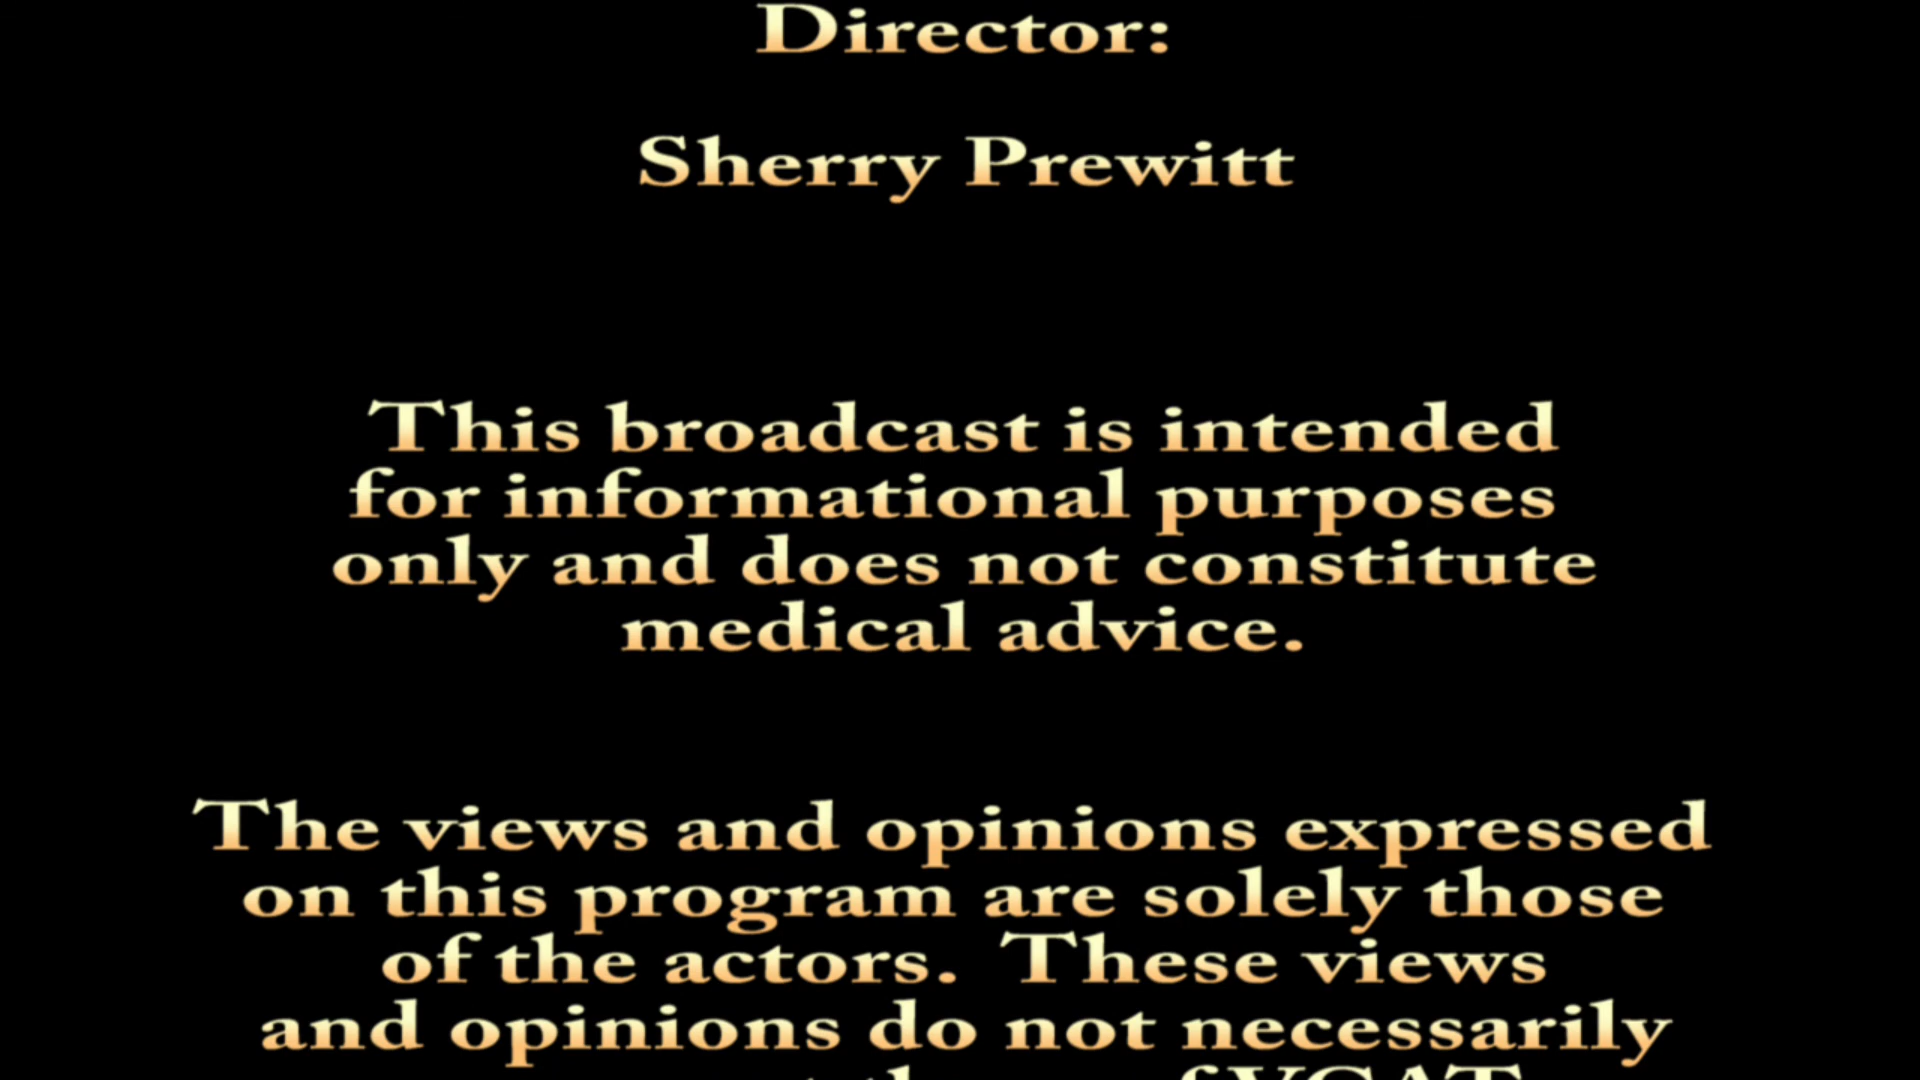 Director:
Sherry Prewitt
This broadcast is intended
for informational purposes
only and does not constitute
medical advice.
The views and opinions expressed
on this program are solely those
of the actors. These views
and opinions do not necessarily